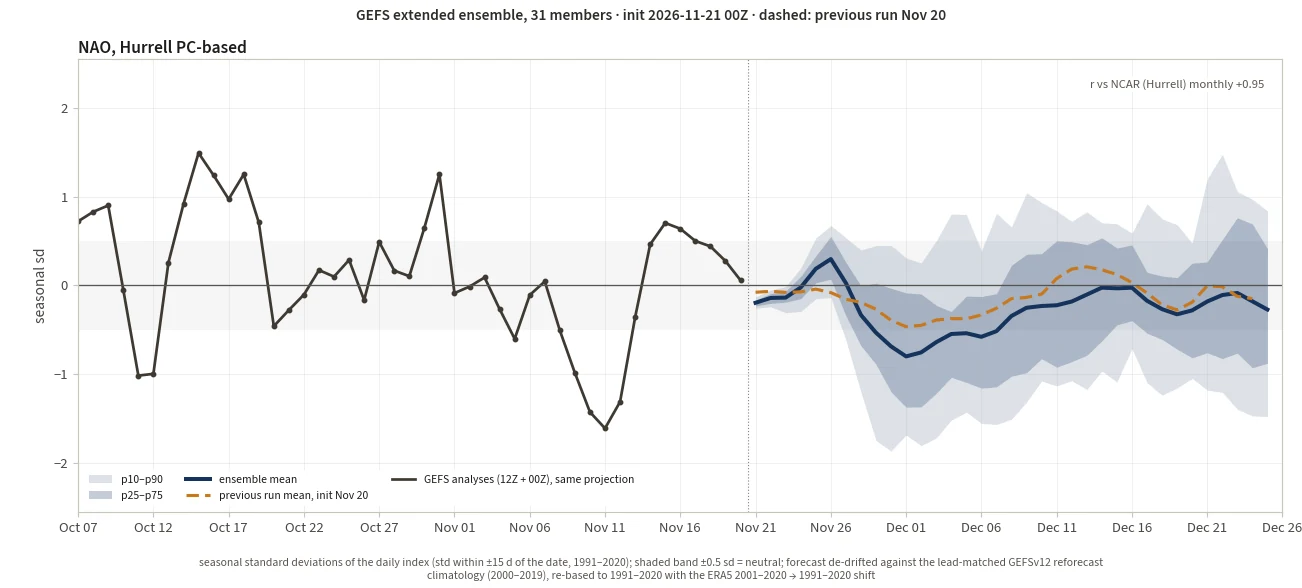 GEFS extended ensemble, 31 members · init 2026-11-21 00Z · dashed: previous run Nov 20
NAO, Hurrell PC-based
r vs NCAR (Hurrell) monthly +0.95
seasonal sd
2
1
0
−1
−2
p10–p90
ensemble mean
GEFS analyses (12Z + 00Z), same projection
p25–p75
previous run mean, init Nov 20
Oct 07 Oct 12 Oct 17 Oct 22 Oct 27 Nov 01 Nov 06 Nov 11 Nov 16 Nov 21 Nov 26 Dec 01 Dec 06 Dec 11 Dec 16 Dec 21 Dec 26
seasonal standard deviations of the daily index (std within ±15 d of the date, 1991–2020); shaded band ±0.5 sd = neutral; forecast de-drifted against the lead-matched GEFSv12 reforecast
climatology (2000–2019), re-based to 1991–2020 with the ERA5 2001–2020 → 1991–2020 shift